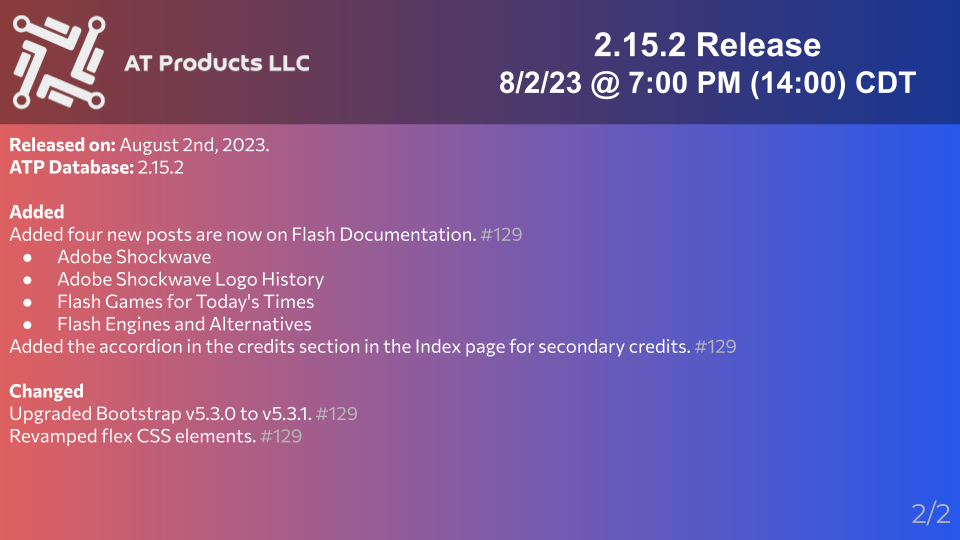 AT Products LLC
2.15.2 Release
8/2/23 @ 7:00 PM (14:00) CDT
Released on: August 2nd, 2023.
ATP Database: 2.15.2
Added
Added four new posts are now on Flash Documentation. #129
● Adobe Shockwave
● Adobe Shockwave Logo History
● Flash Games for Today's Times
● Flash Engines and Alternatives
Added the accordion in the credits section in the Index page for secondary credits. #129
Changed
Upgraded Bootstrap v5.3.0 to v5.3.1. #129
Revamped flex CSS elements. #129
2/2